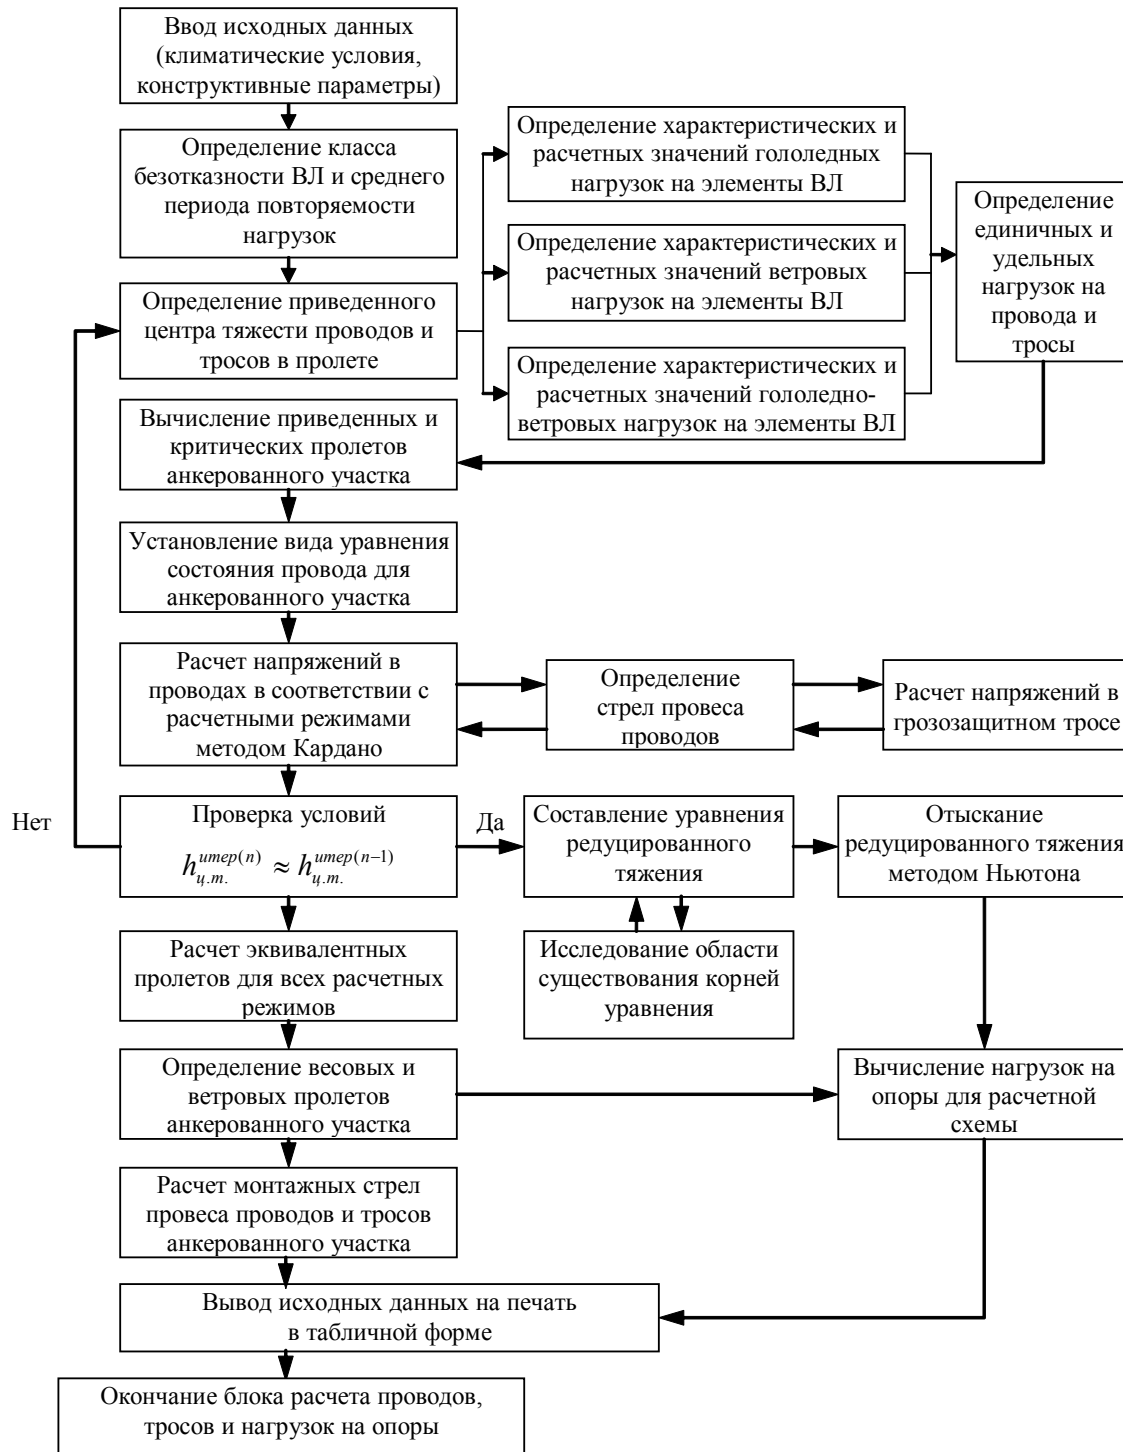 Ввод исходных данных
(климатические условия,
конструктивные параметры)
Определение класса
безотказности ВЛ и среднего
периода повторяемости
нагрузок
Определение приведенного
центра тяжести проводов и
тросов в пролете
Определение характеристических и
расчетных значений гололедных
нагрузок на элементы ВЛ
Определение характеристических и
расчетных значений ветровых
нагрузок на элементы ВЛ
Определение характеристических и
расчетных значений гололедно-
ветровых нагрузок на элементы ВЛ
Определение
единичных и
удельных
нагрузок на
провода и
тросы
Вычисление приведенных и
критических пролетов
анкерованного участка
Установление вида уравнения
состояния провода для
анкерованного участка
Расчет напряжений в
проводах в соответствии с
расчетными режимами
методом Кардано
Определение
стрел провеса
проводов
Расчет напряжений в
грозозащитном тросе
Нет
Проверка условий
h_{ц.т.}^{итер(n)} ≈ h_{ц.т.}^{итер(n−1)}
Да
Составление уравнения
редуцированного
тяжения
Отыскание
редуцированного тяжения
методом Ньютона
Исследование области
существования корней
уравнения
Расчет эквивалентных
пролетов для всех расчетных
режимов
Определение весовых и
ветровых пролетов
анкерованного участка
Вычисление нагрузок на
опоры для расчетной
схемы
Расчет монтажных стрел
провеса проводов и тросов
анкерованного участка
Вывод исходных данных на печать
в табличной форме
Окончание блока расчета проводов,
тросов и нагрузок на опоры